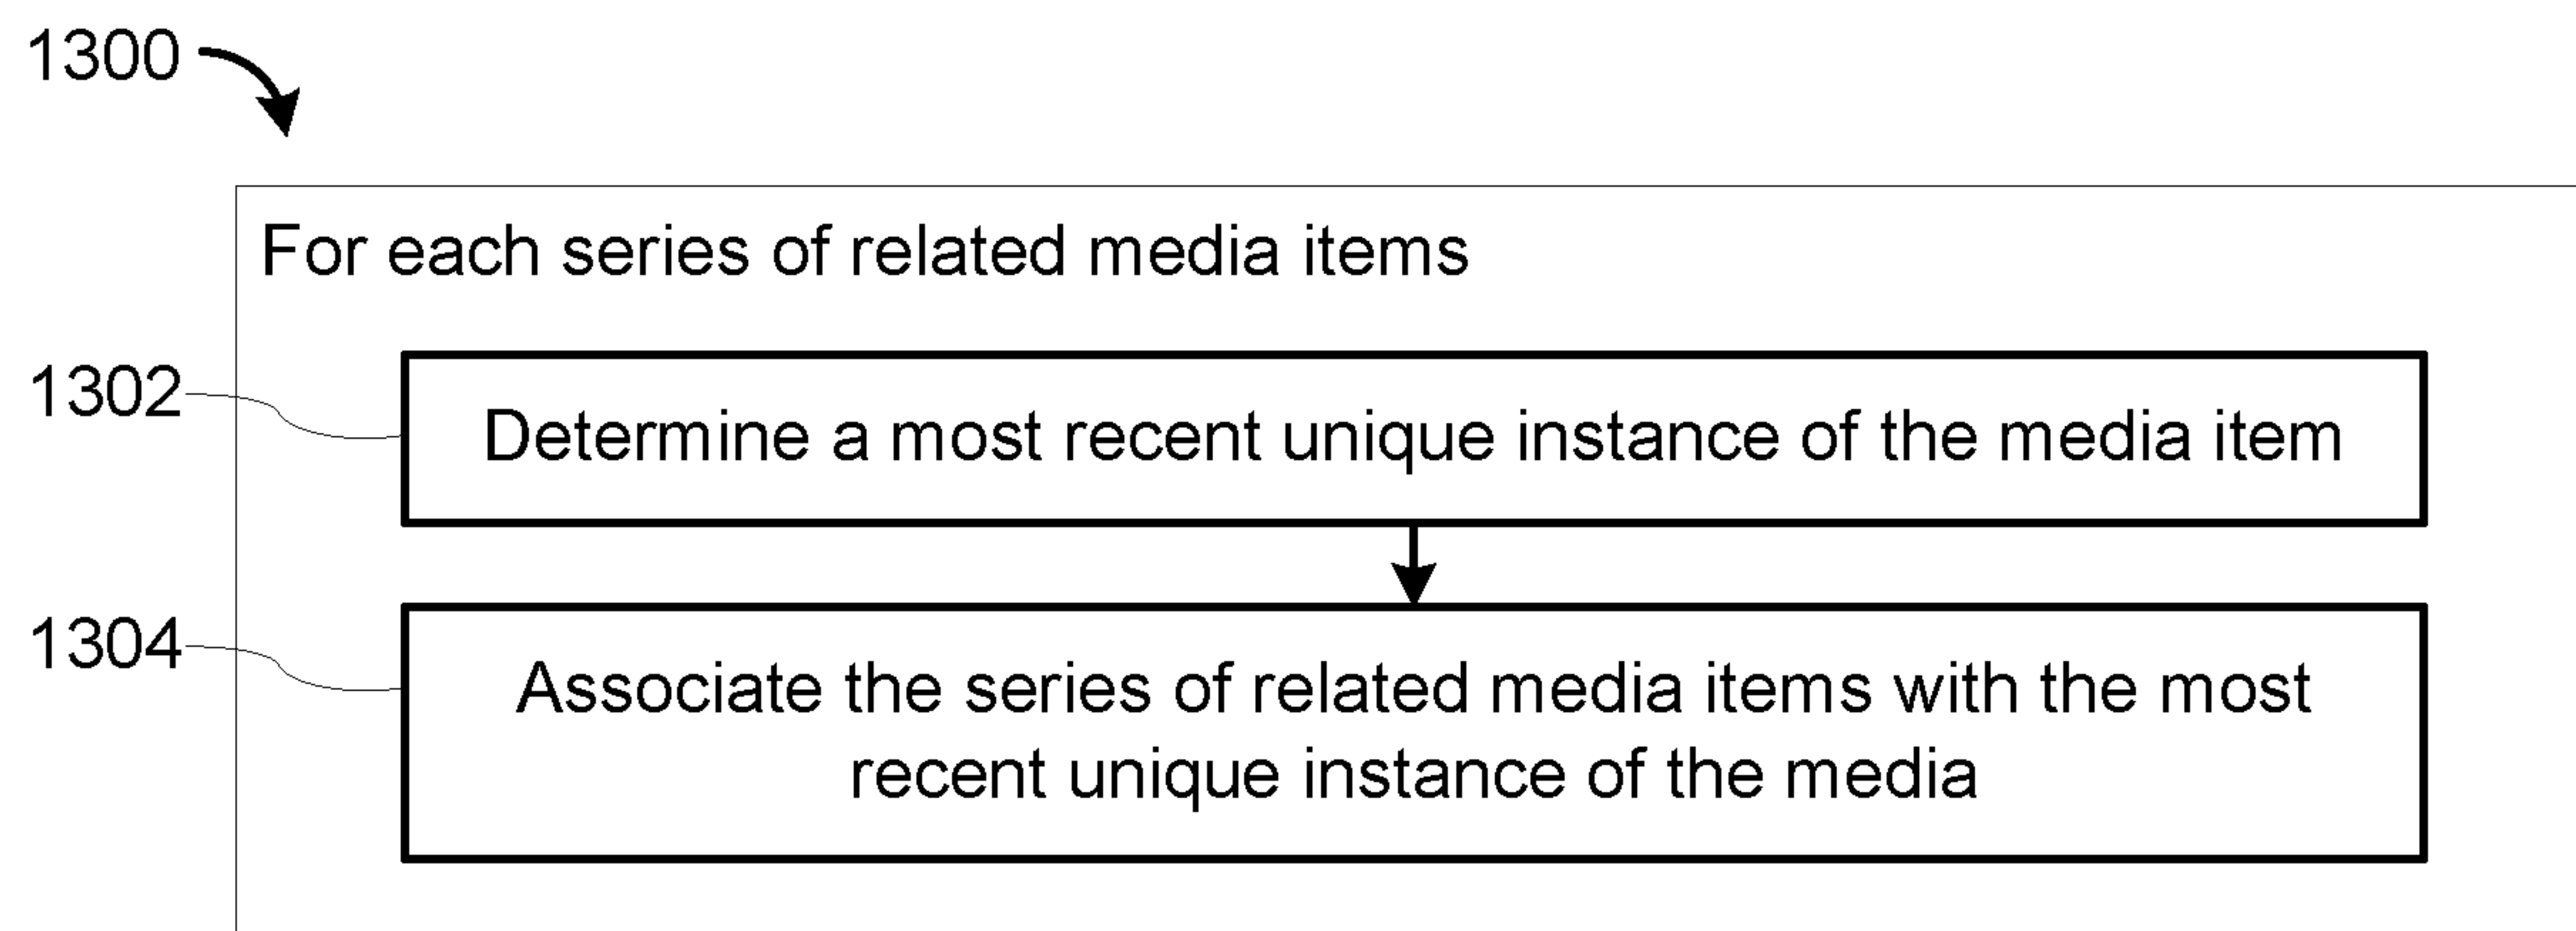 1300
For each series of related media items
1302
Determine a most recent unique instance of the media item
1304
Associate the series of related media items with the most
recent unique instance of the media